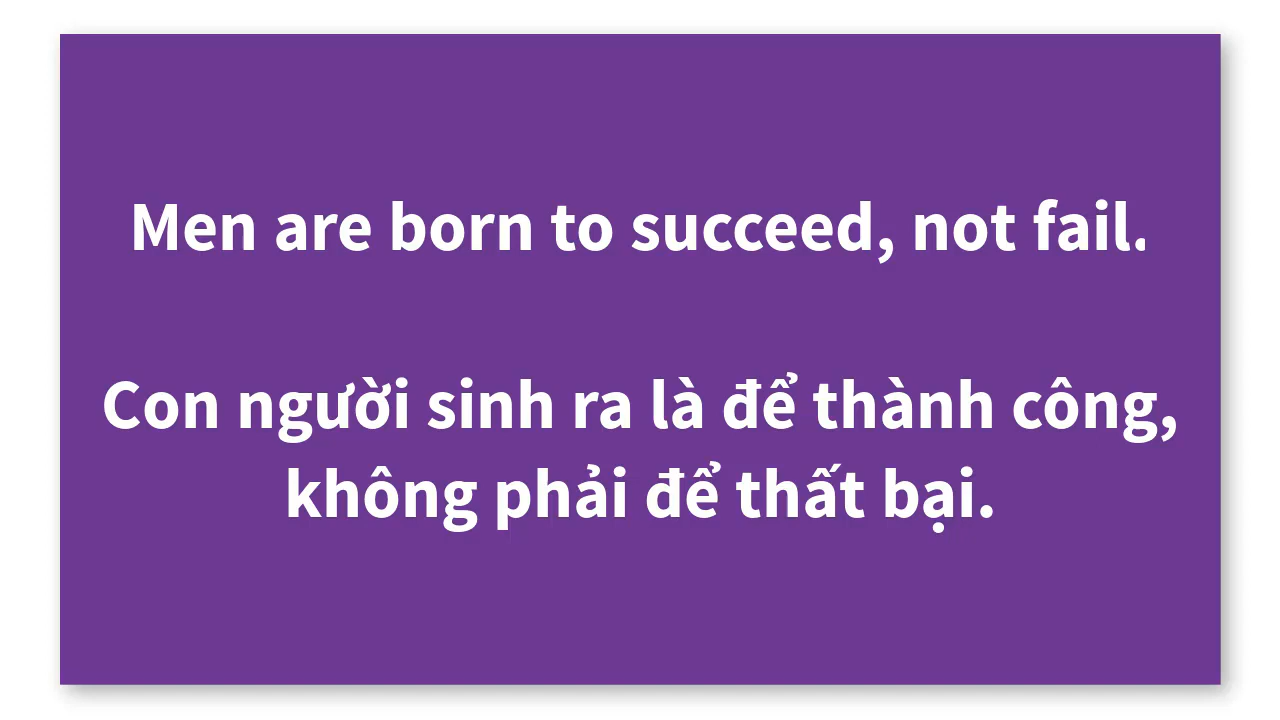 Men are born to succeed, not fail.
Con người sinh ra là để thành công,
không phải để thất bại.